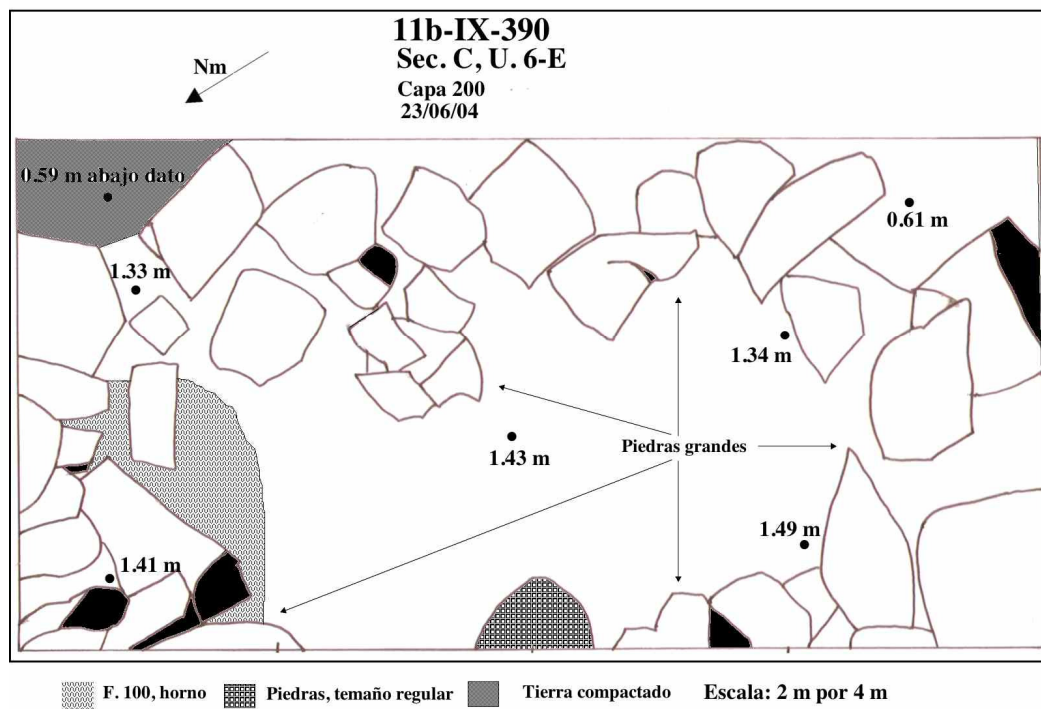 11b-IX-390
Sec. C, U. 6-E
Capa 200
23/06/04
Nm
0.59 m abajo dato
0.61 m
1.33 m
1.34 m
1.43 m
Piedras grandes
1.49 m
1.41 m
F. 100, horno
Piedras, temaño regular
Tierra compactado
Escala: 2 m por 4 m